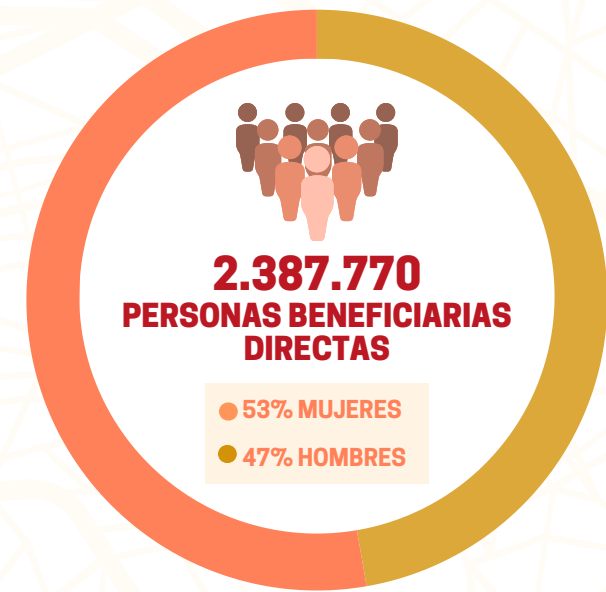 2.387.770
PERSONAS BENEFICIARIAS
DIRECTAS
53% MUJERES
47% HOMBRES